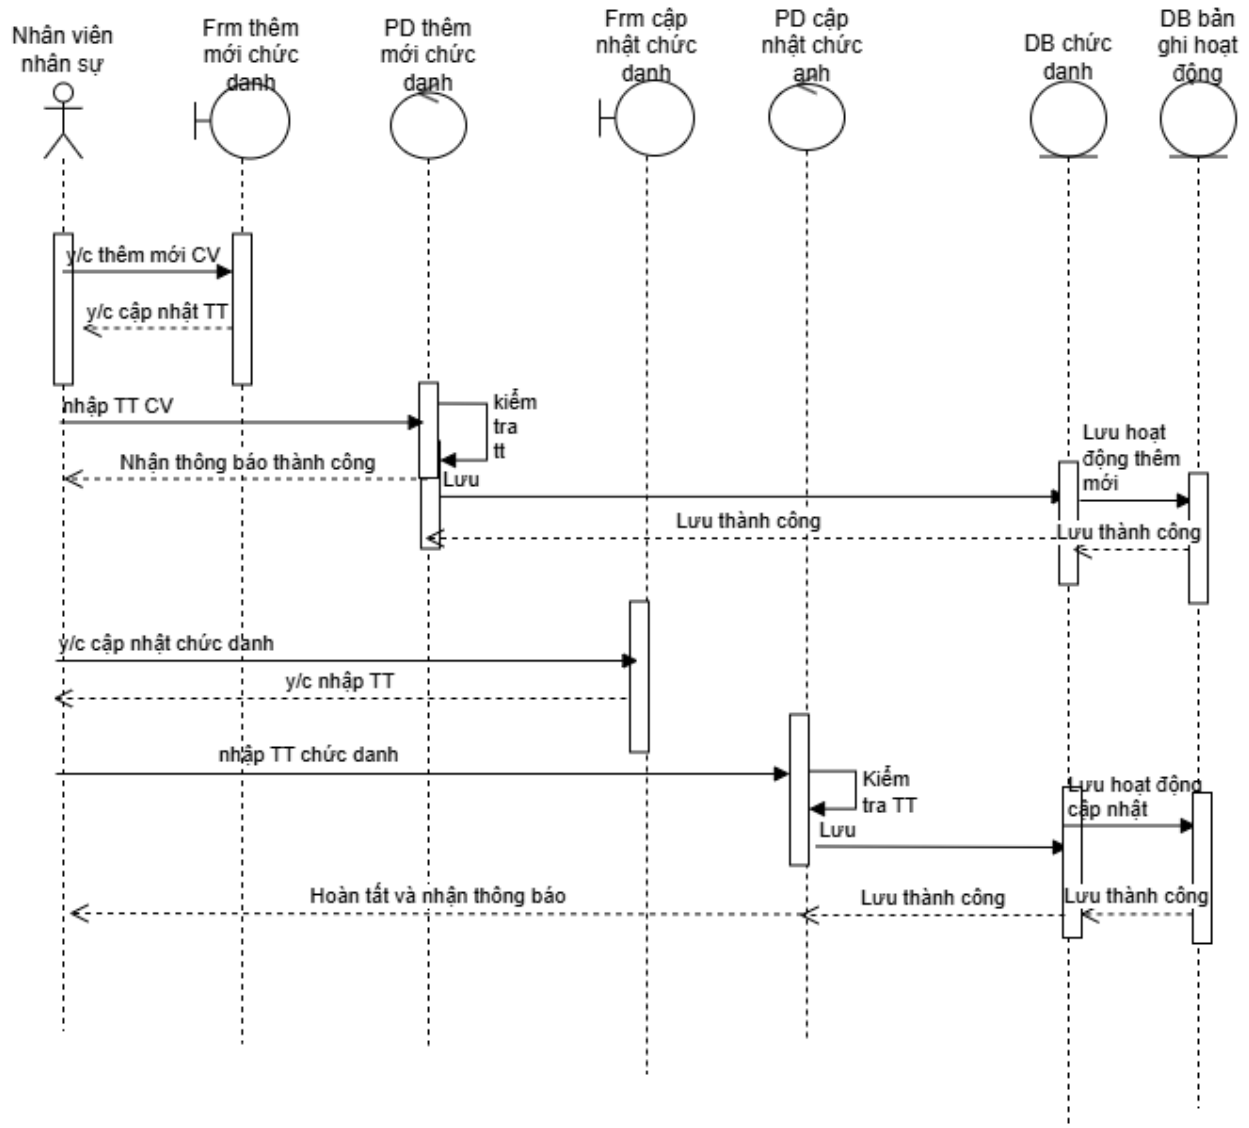 Nhân viên
nhân sự
Frm thêm
mới chức
danh
PD thêm
mới chức
danh
Frm cập
nhật chức
danh
PD cập
nhật chức
anh
DB chức
danh
DB bản
ghi hoạt
động
y/c thêm mới CV
y/c cập nhật TT
nhập TT CV
kiểm
tra
tt
Nhận thông báo thành công
Lưu
Lưu hoạt
động thêm
mới
Lưu thành công
Lưu thành công
y/c cập nhật chức danh
y/c nhập TT
nhập TT chức danh
Kiểm
tra TT
Lưu
Lưu hoạt động
cập nhật
Hoàn tất và nhận thông báo
Lưu thành công
Lưu thành công